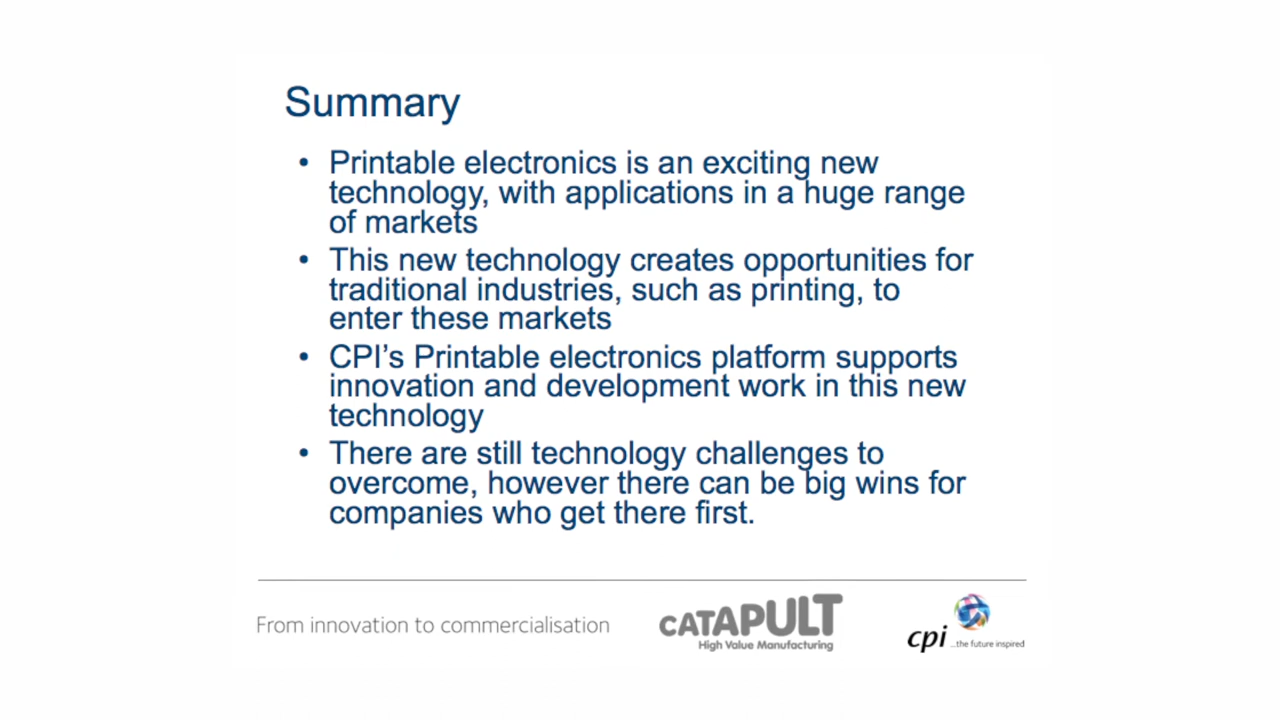 Summary
• Printable electronics is an exciting new
technology, with applications in a huge range
of markets
• This new technology creates opportunities for
traditional industries, such as printing, to
enter these markets
• CPI’s Printable electronics platform supports
innovation and development work in this new
technology
• There are still technology challenges to
overcome, however there can be big wins for
companies who get there first.
From innovation to commercialisation
CATAPULT
High Value Manufacturing
cpi ...the future inspired